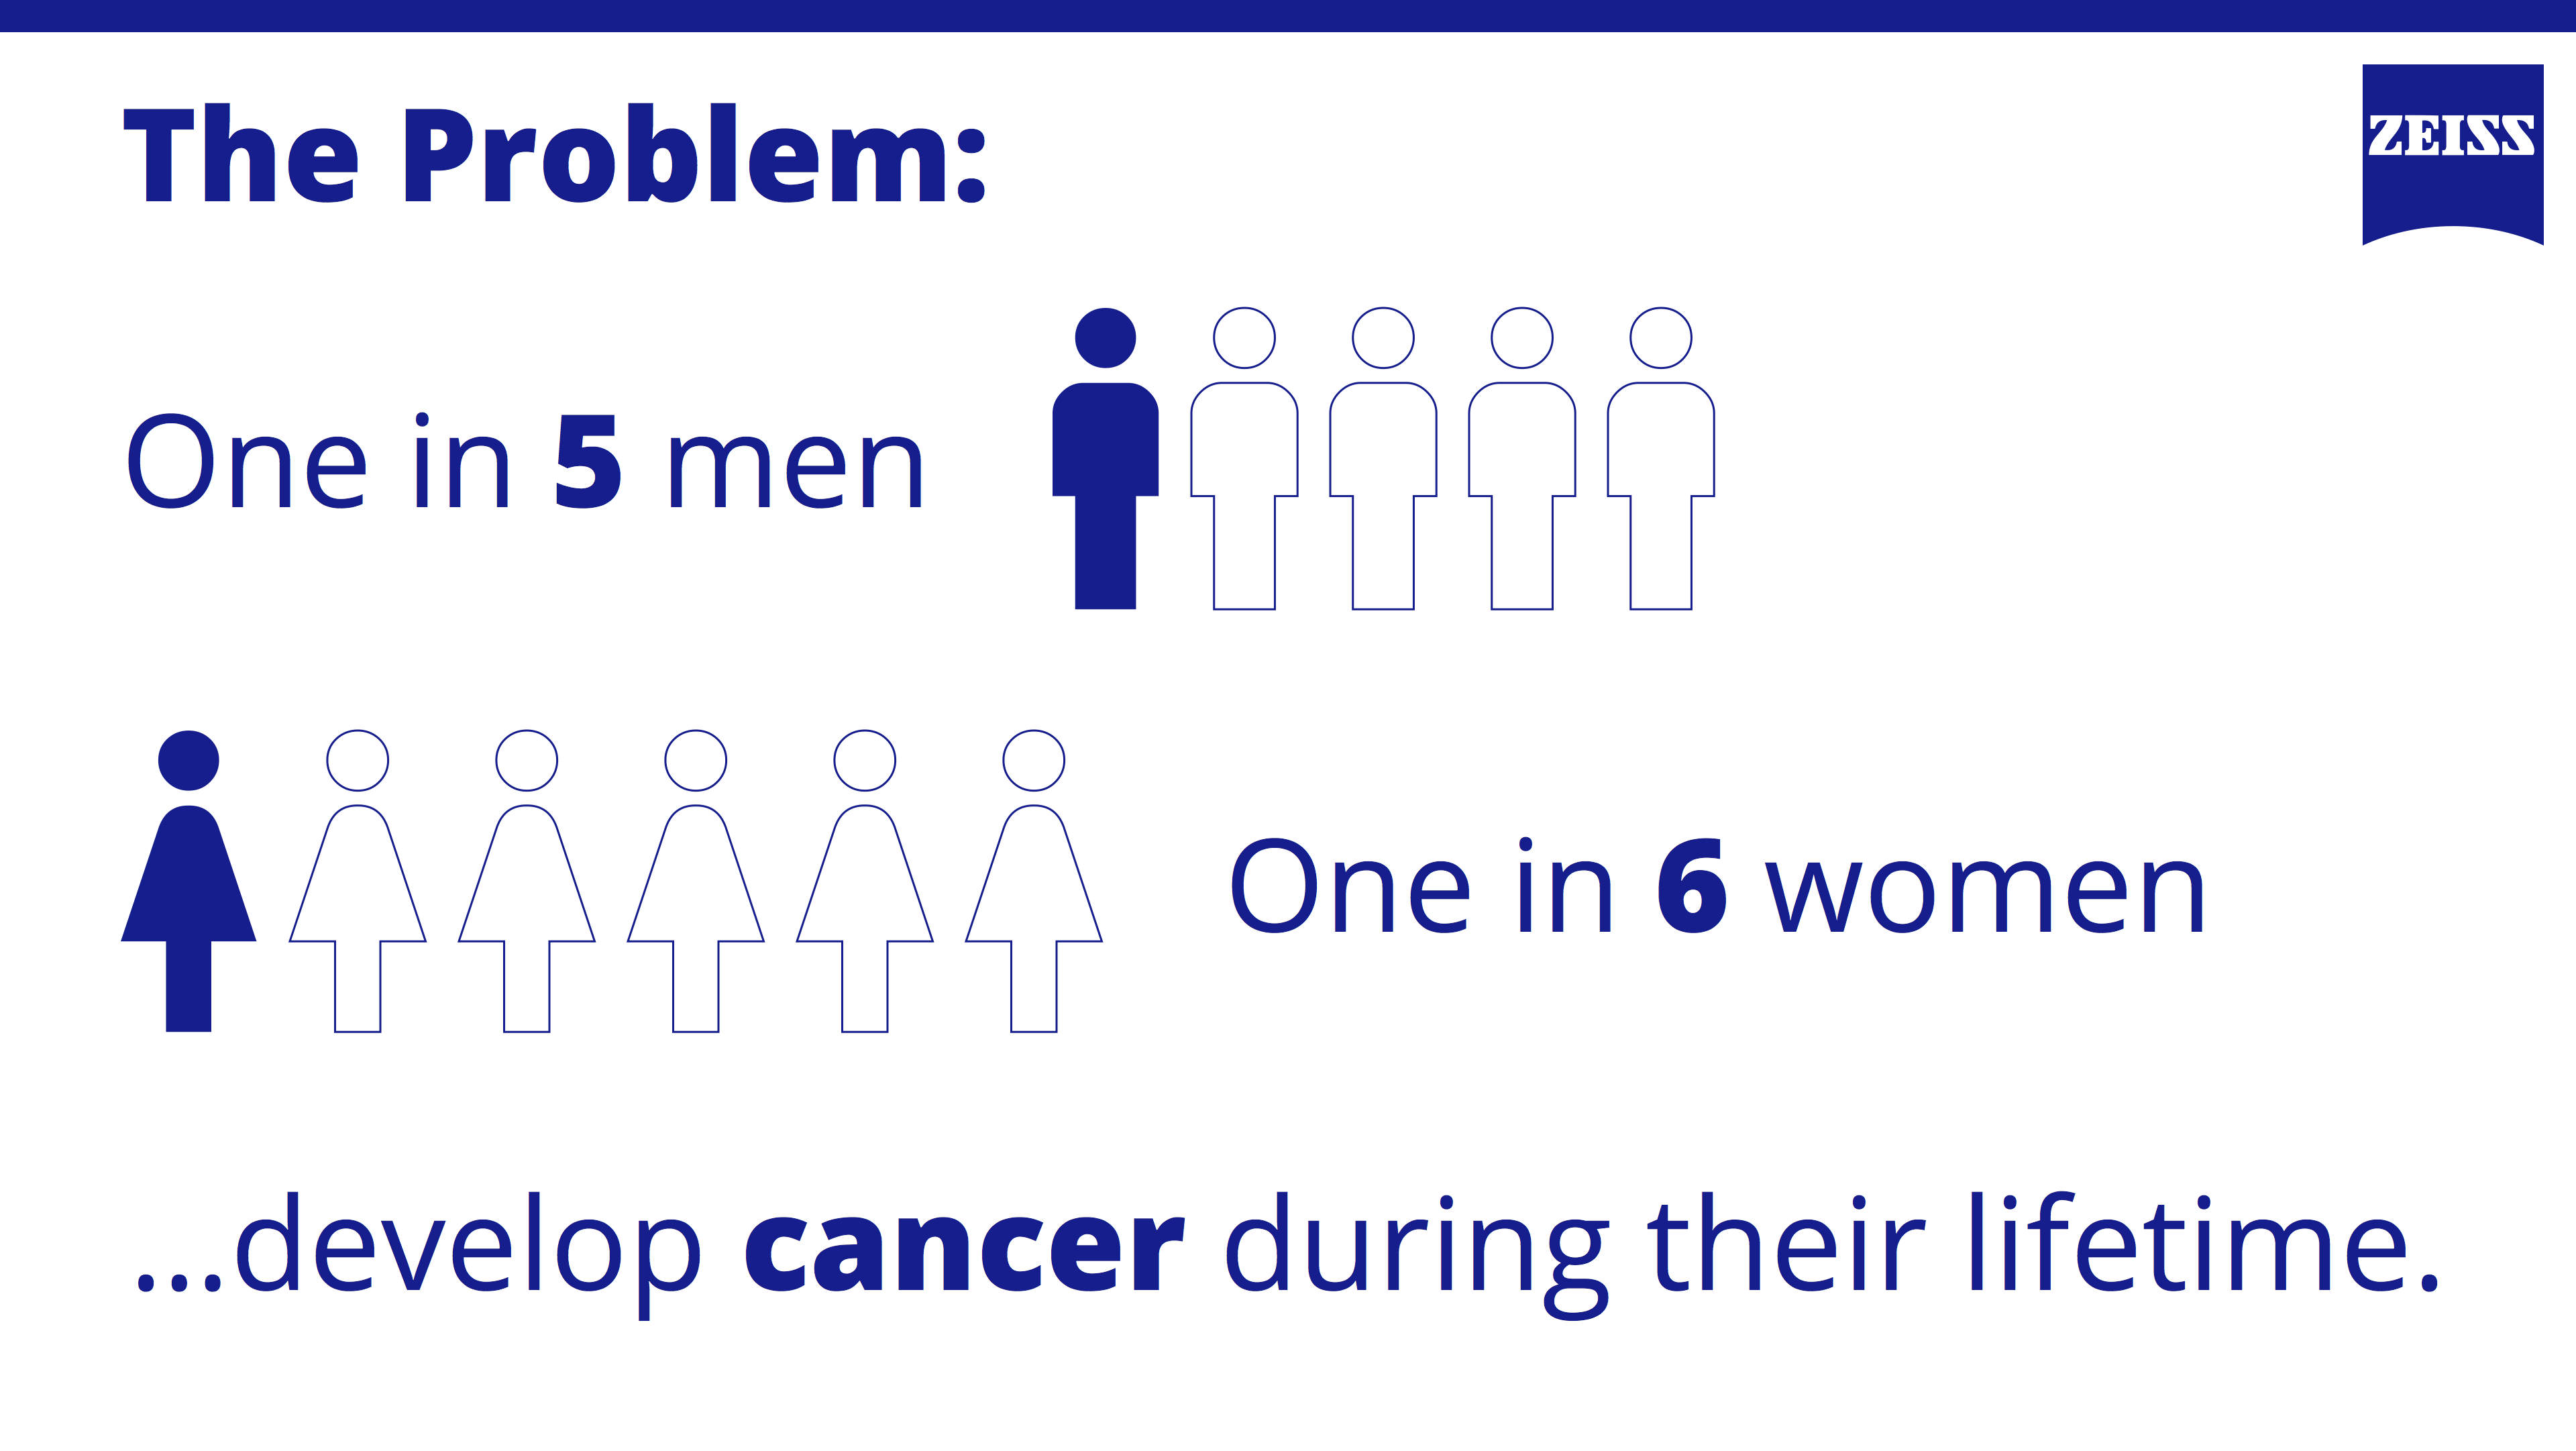 The Problem:
ZEISS
One in 5 men
One in 6 women
...develop cancer during their lifetime.